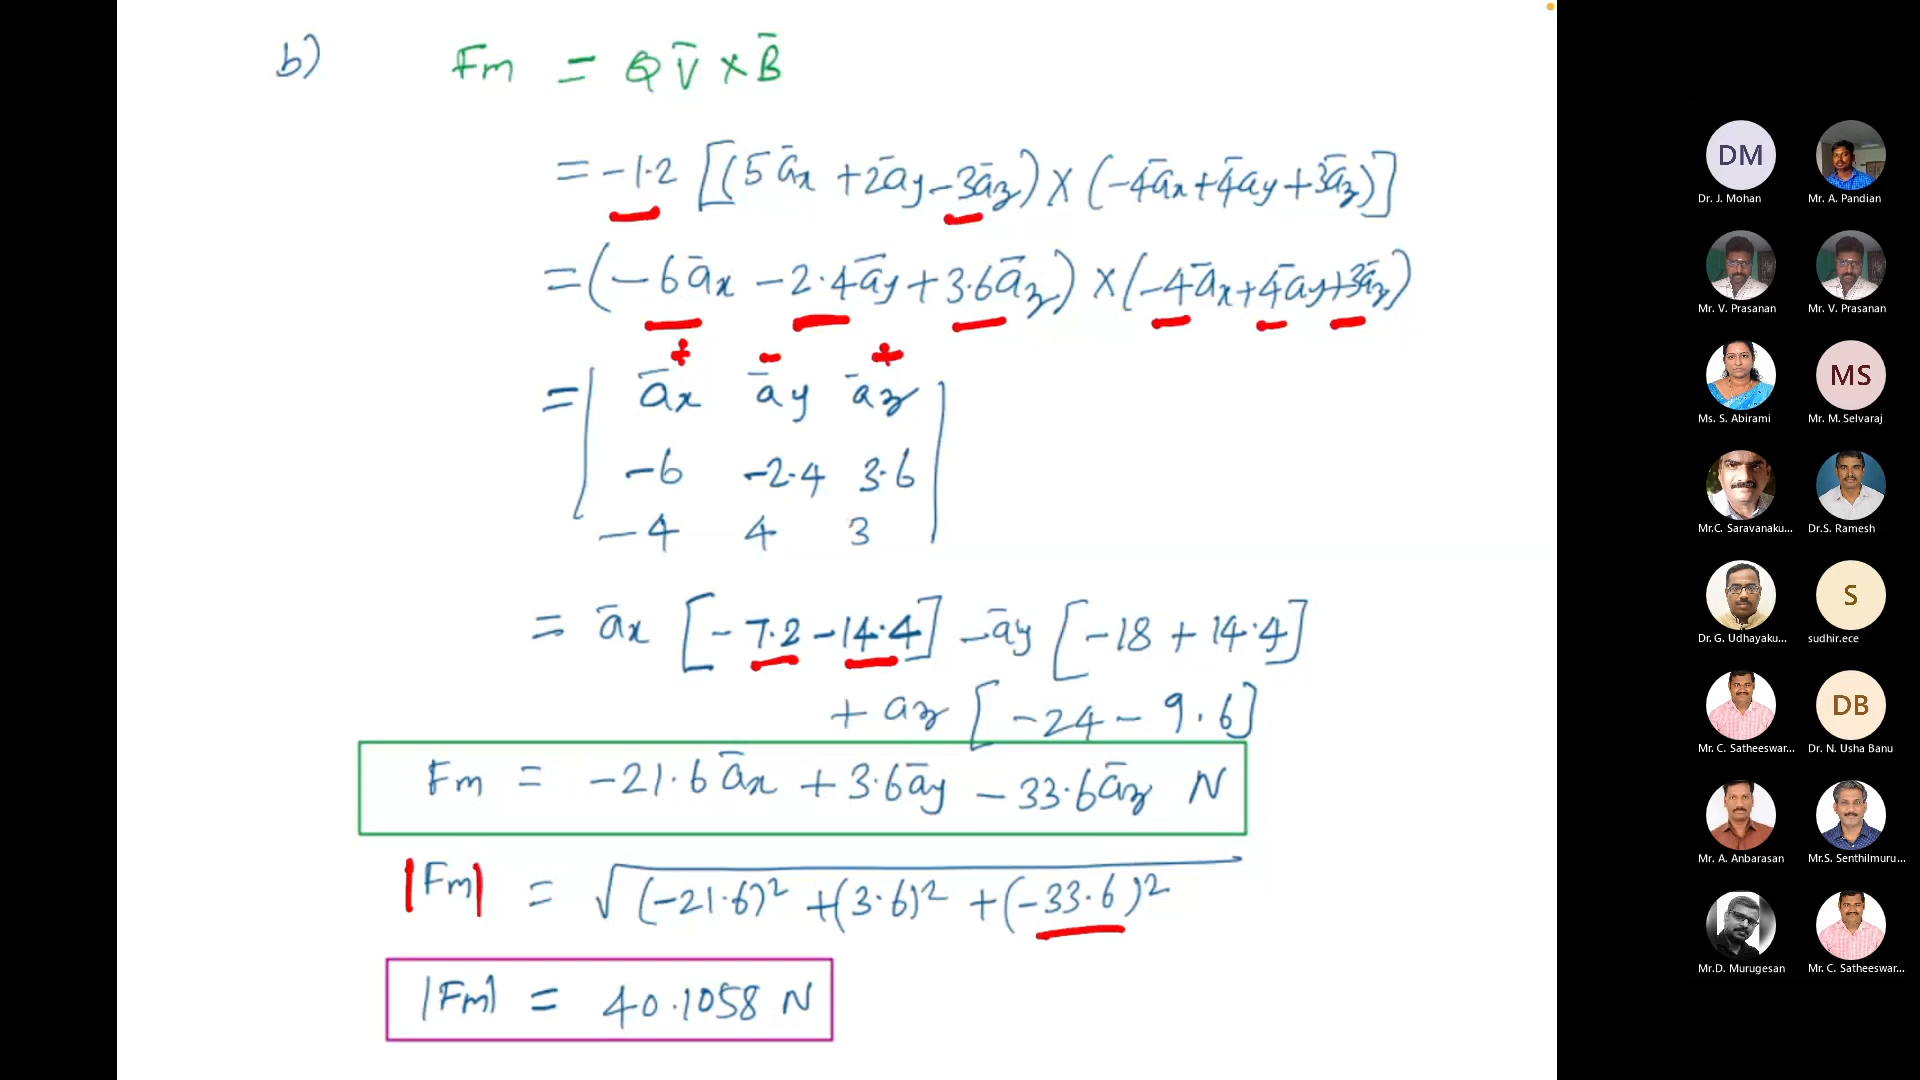 b) Fm = Q V̄ × B̄
= -1.2 [(5āx + 2āy - 3āz) × (-4āx + 4āy + 3āz)]
= (-6āx - 2.4āy + 3.6āz) × (-4āx + 4āy + 3āz)
+ - +
= | āx āy āz |
-6 -2.4 3.6
-4 4 3
= āx [-7.2 - 14.4] - āy [-18 + 14.4]
+ az [-24 - 9.6]
Fm = -21.6 āx + 3.6āy - 33.6āz N
|Fm| = √(-21.6)² + (3.6)² + (-33.6)²
|Fm| = 40.1058 N
DM
Dr. J. Mohan Mr. A. Pandian
Mr. V. Prasanan Mr. V. Prasanan
MS
Ms. S. Abirami Mr. M. Selvaraj
Mr.C. Saravanaku... Dr.S. Ramesh
S
Dr. G. Udhayaku... sudhir.ece
DB
Mr. C. Satheeswar... Dr. N. Usha Banu
Mr. A. Anbarasan Mr.S. Senthilmuru...
Mr.D. Murugesan Mr. C. Satheeswar...